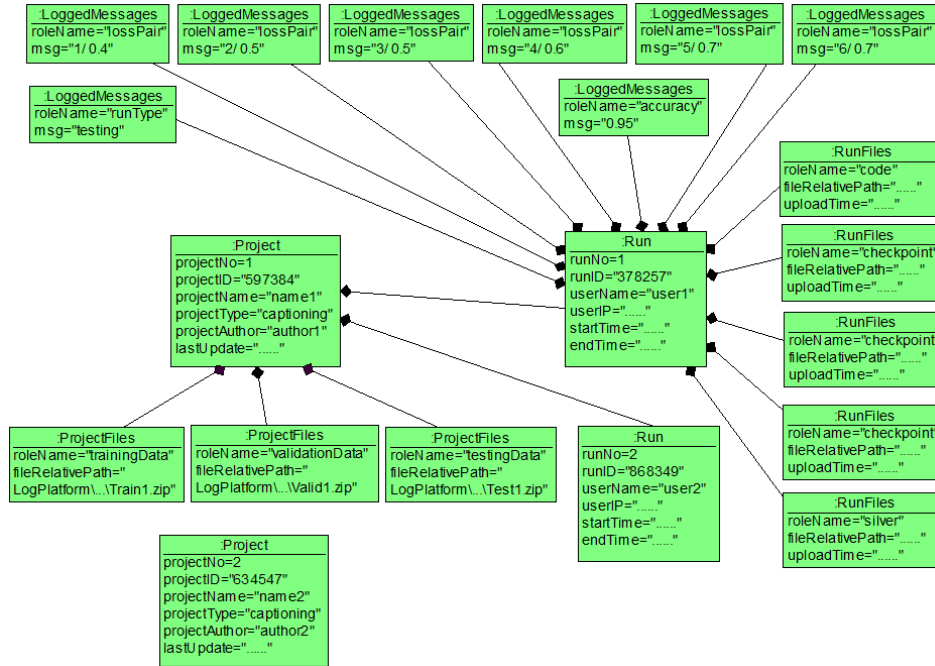 :LoggedMessages
roleName="lossPair"
msg="1/ 0.4"
:LoggedMessages
roleName="lossPair"
msg="2/ 0.5"
:LoggedMessages
roleName="lossPair"
msg="3/ 0.5"
:LoggedMessages
roleName="lossPair"
msg="4/ 0.6"
:LoggedMessages
roleName="lossPair"
msg="5/ 0.7"
:LoggedMessages
roleName="lossPair"
msg="6/ 0.7"
:LoggedMessages
roleName="runType"
msg="testing"
:LoggedMessages
roleName="accuracy"
msg="0.95"
:RunFiles
roleName="code"
fileRelativePath="......"
uploadTime="......"
:Project
projectNo=1
projectID="597384"
projectName="name1"
projectType="captioning"
projectAuthor="author1"
lastUpdate="......"
:Run
runNo=1
runID="378257"
userName="user1"
userIP="......"
startTime="......"
endTime="......"
:RunFiles
roleName="checkpoint"
fileRelativePath="......"
uploadTime="......"
:RunFiles
roleName="checkpoint"
fileRelativePath="......"
uploadTime="......"
:RunFiles
roleName="checkpoint"
fileRelativePath="......"
uploadTime="......"
:RunFiles
roleName="silver"
fileRelativePath="......"
uploadTime="......"
:ProjectFiles
roleName="trainingData"
fileRelativePath="
LogPlatform\...\Train1.zip"
:ProjectFiles
roleName="validationData"
fileRelativePath="
LogPlatform\...\Valid1.zip"
:ProjectFiles
roleName="testingData"
fileRelativePath="
LogPlatform\...\Test1.zip"
:Run
runNo=2
runID="868349"
userName="user2"
userIP="......"
startTime="......"
endTime="......"
:Project
projectNo=2
projectID="634547"
projectName="name2"
projectType="captioning"
projectAuthor="author2"
lastUpdate="......"